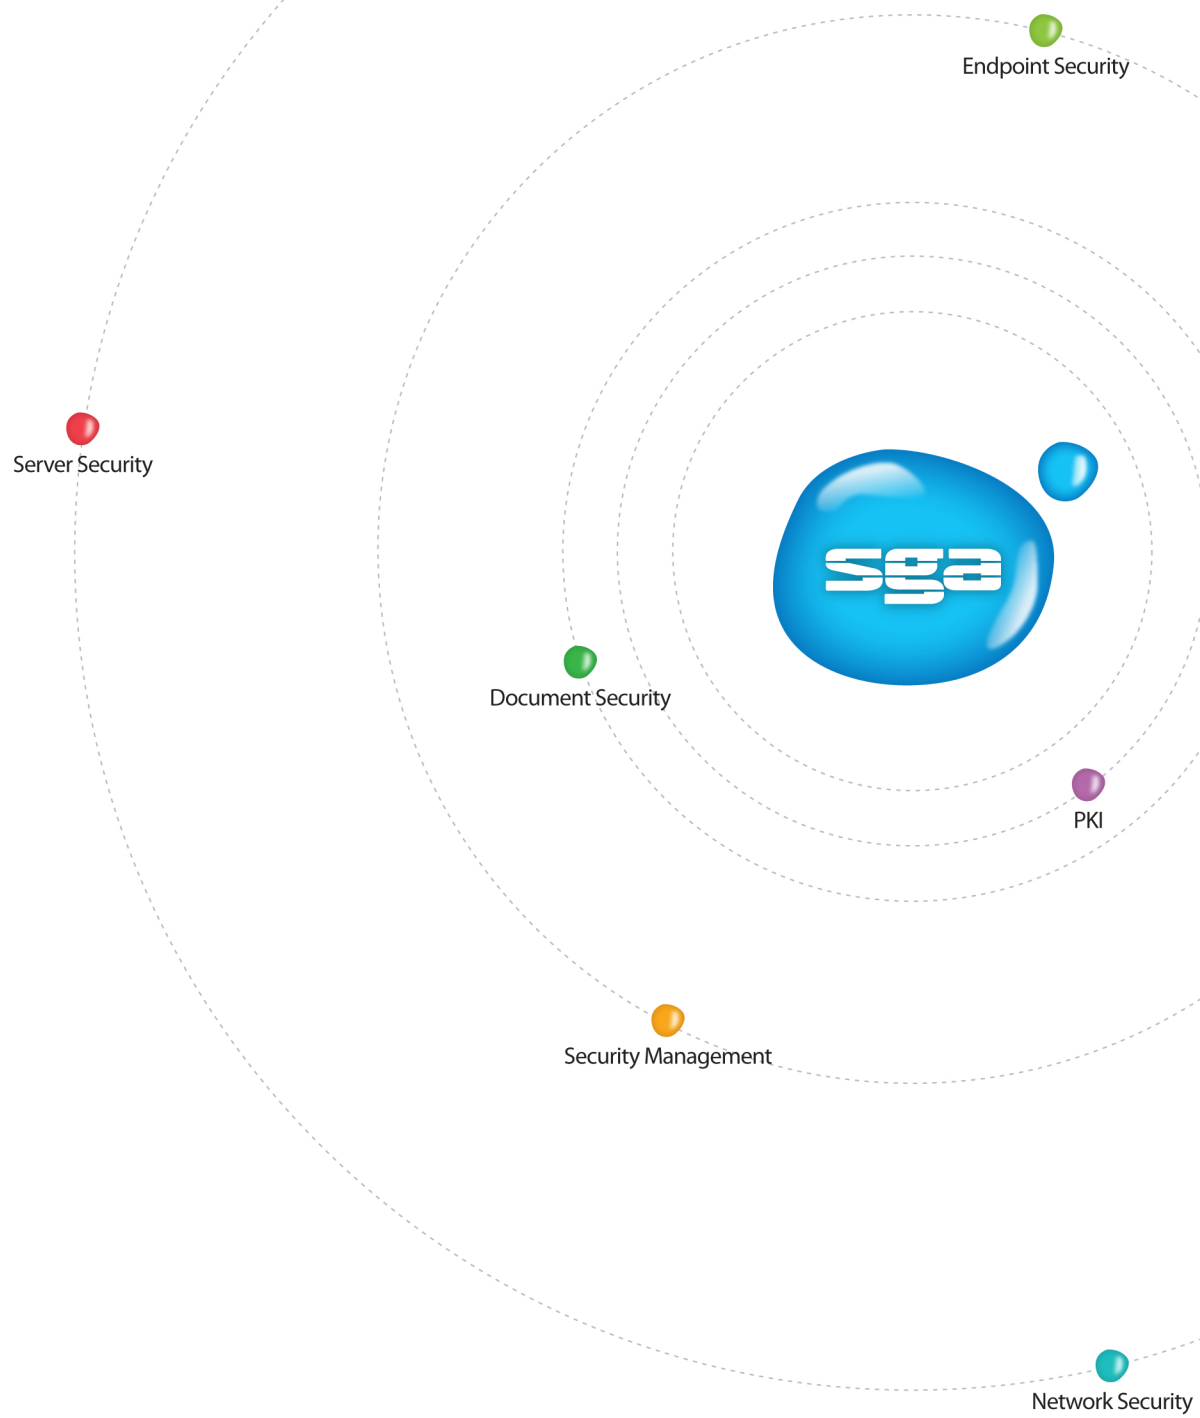 Endpoint Security
Server Security
sga
Document Security
PKI
Security Management
Network Security